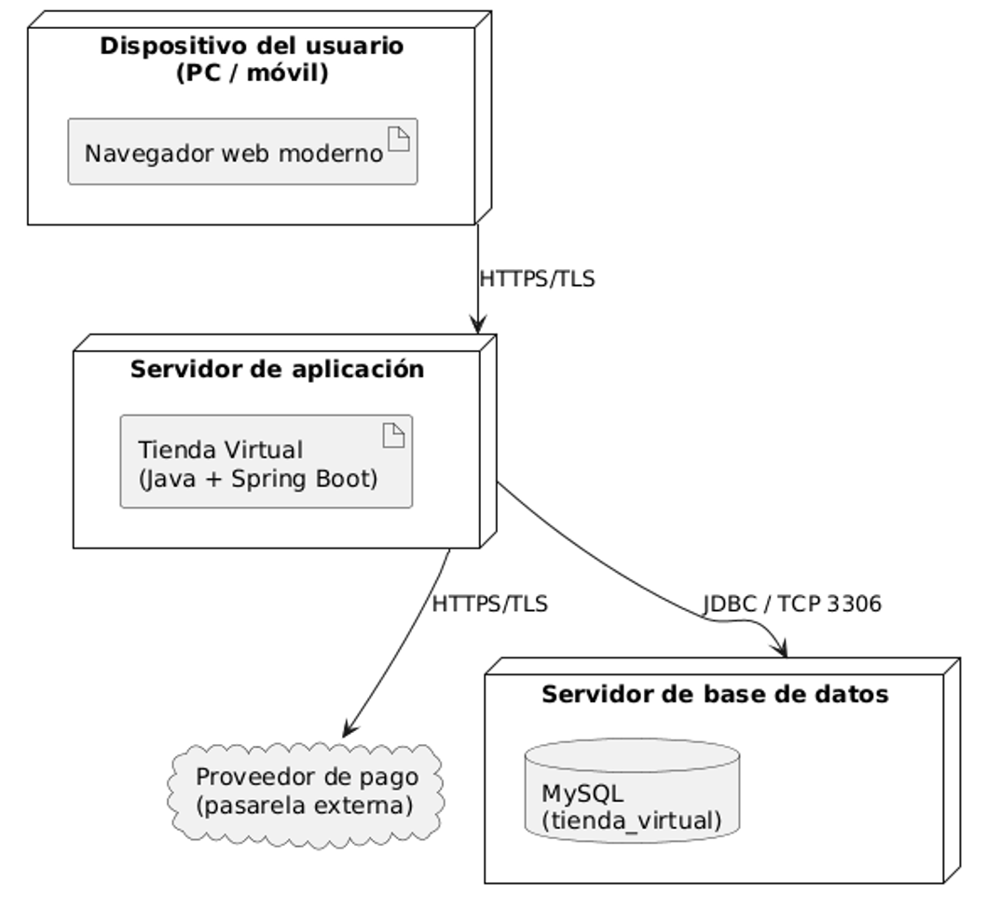 Dispositivo del usuario
(PC / móvil)
Navegador web moderno
HTTPS/TLS
Servidor de aplicación
Tienda Virtual
(Java + Spring Boot)
HTTPS/TLS
JDBC / TCP 3306
Servidor de base de datos
Proveedor de pago
(pasarela externa)
MySQL
(tienda_virtual)